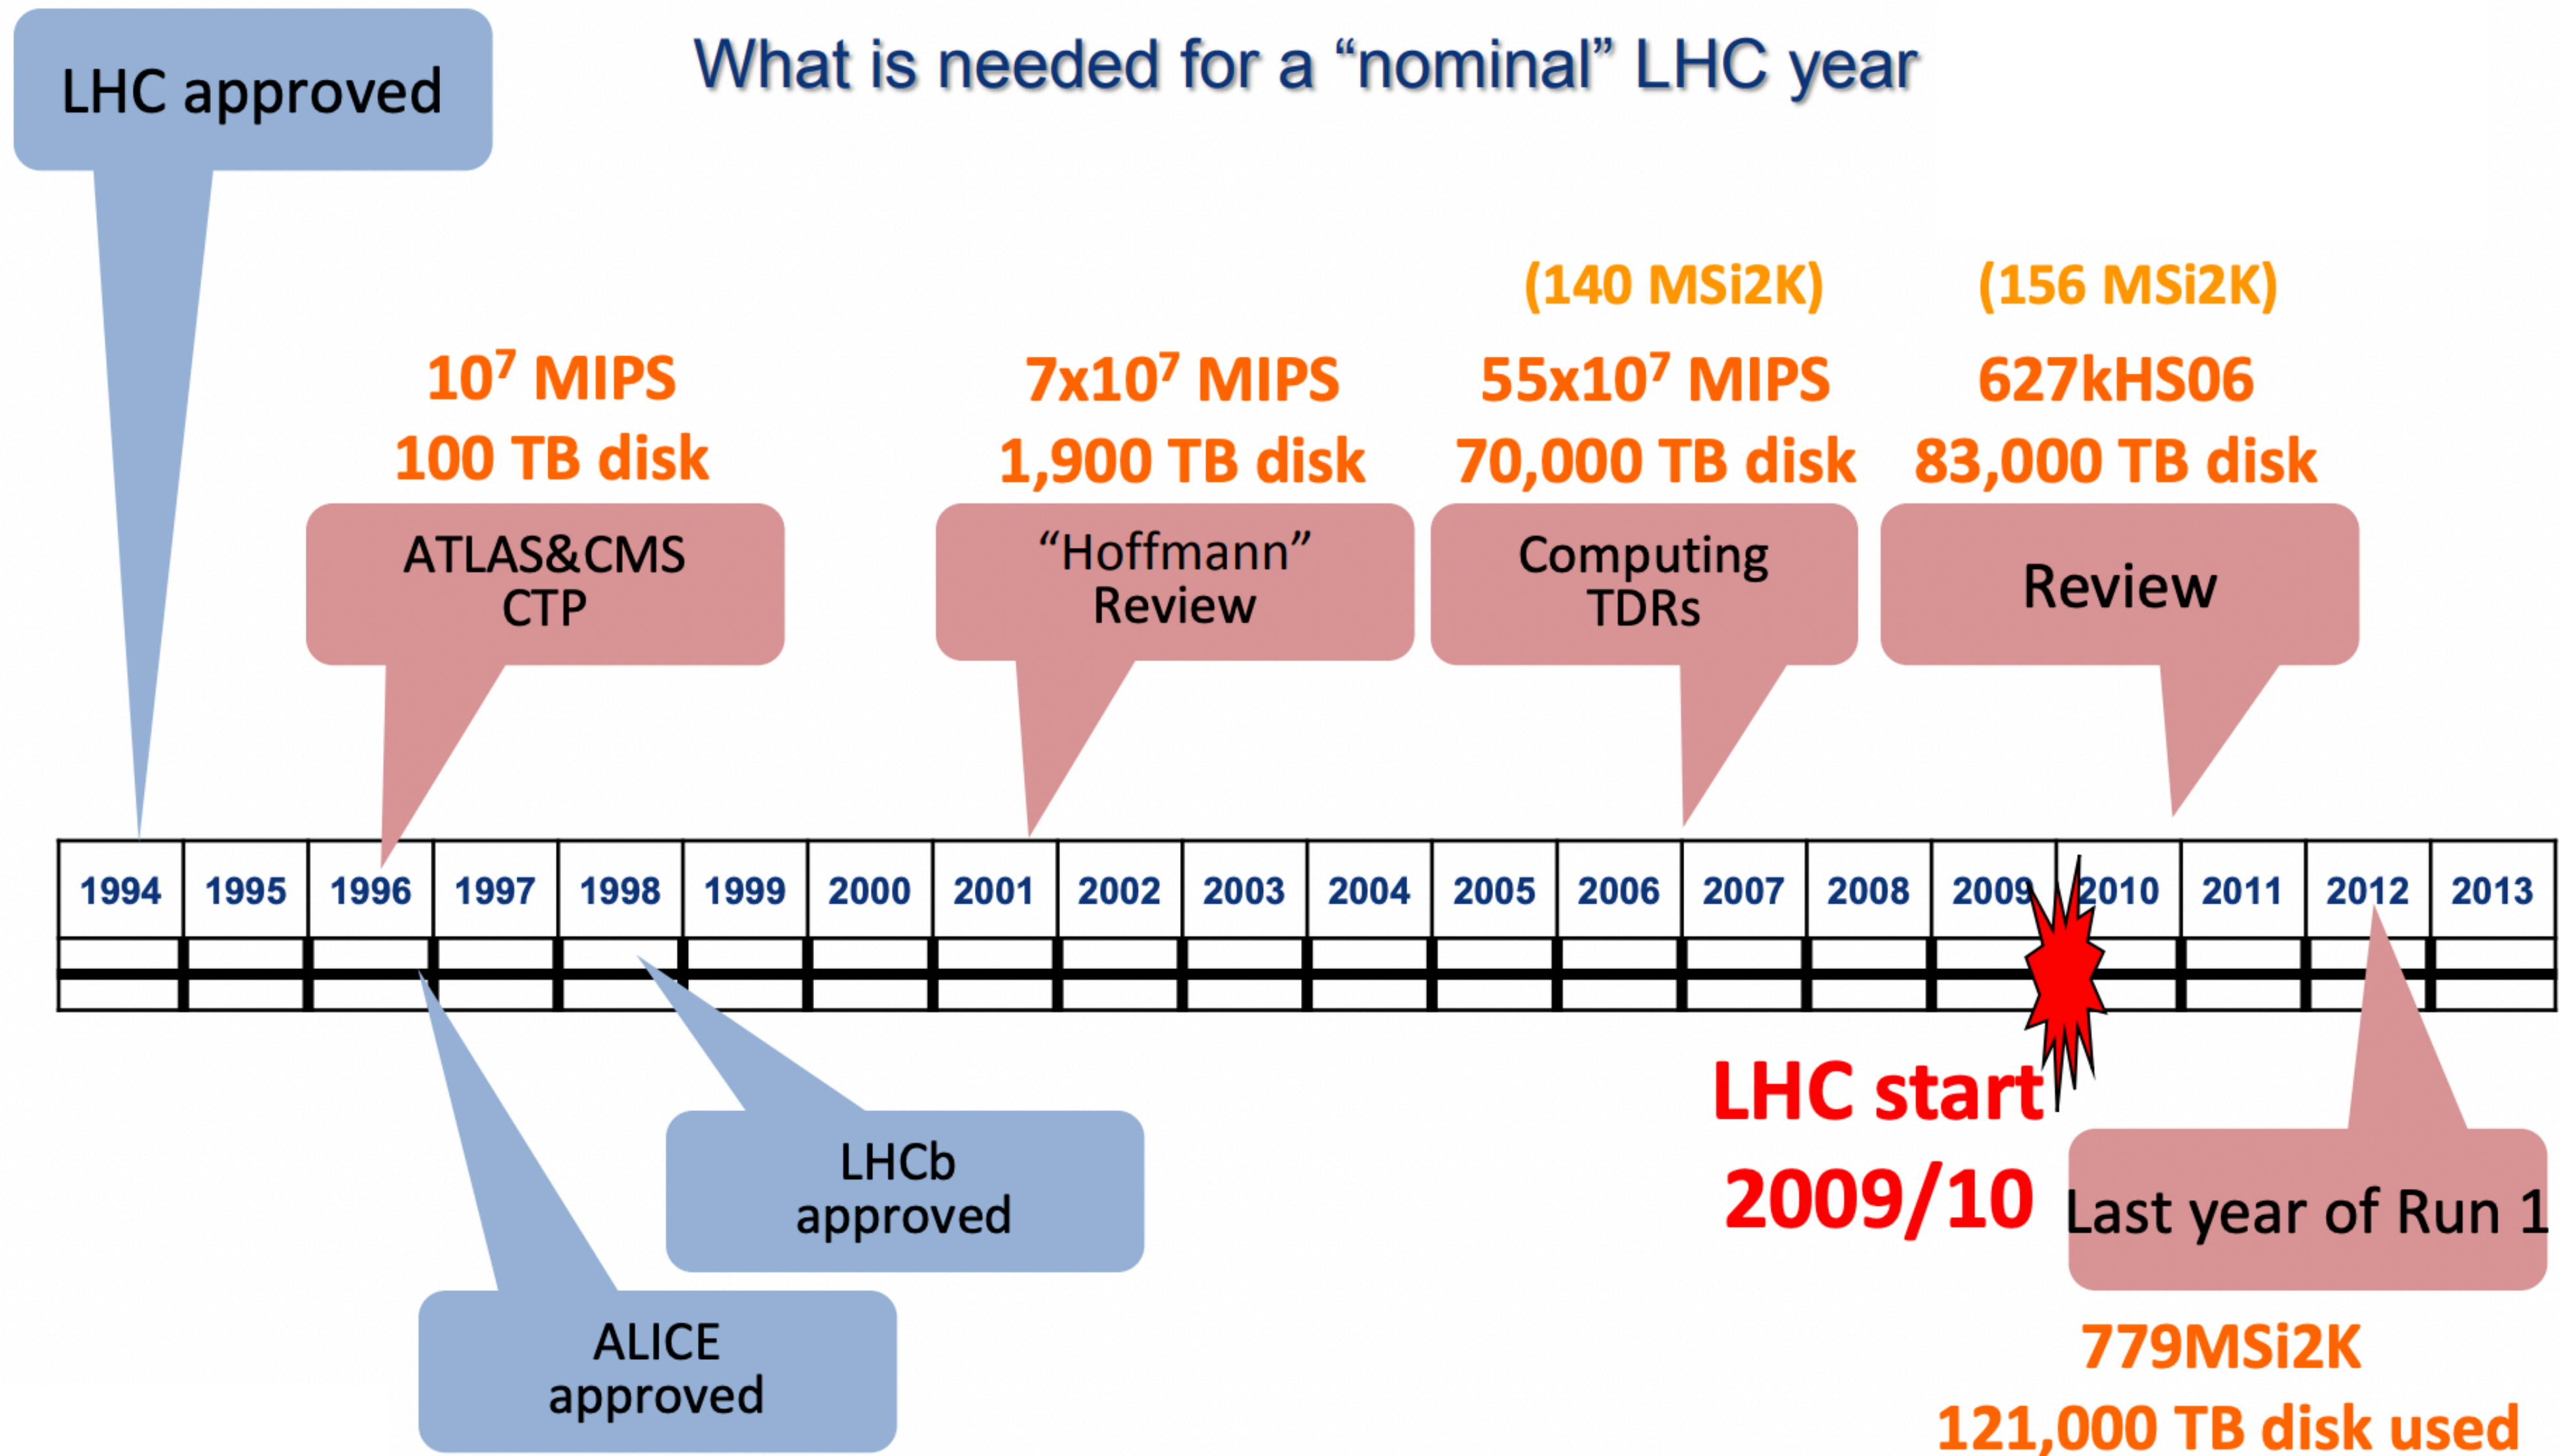 What is needed for a “nominal” LHC year
LHC approved
(140 MSi2K)
(156 MSi2K)
10⁷ MIPS
100 TB disk
7x10⁷ MIPS
1,900 TB disk
55x10⁷ MIPS
70,000 TB disk
627kHS06
83,000 TB disk
ATLAS&CMS
CTP
“Hoffmann”
Review
Computing
TDRs
Review
1994 1995 1996 1997 1998 1999 2000 2001 2002 2003 2004 2005 2006 2007 2008 2009 2010 2011 2012 2013
LHC start
2009/10
LHCb
approved
Last year of Run 1
ALICE
approved
779MSi2K
121,000 TB disk used